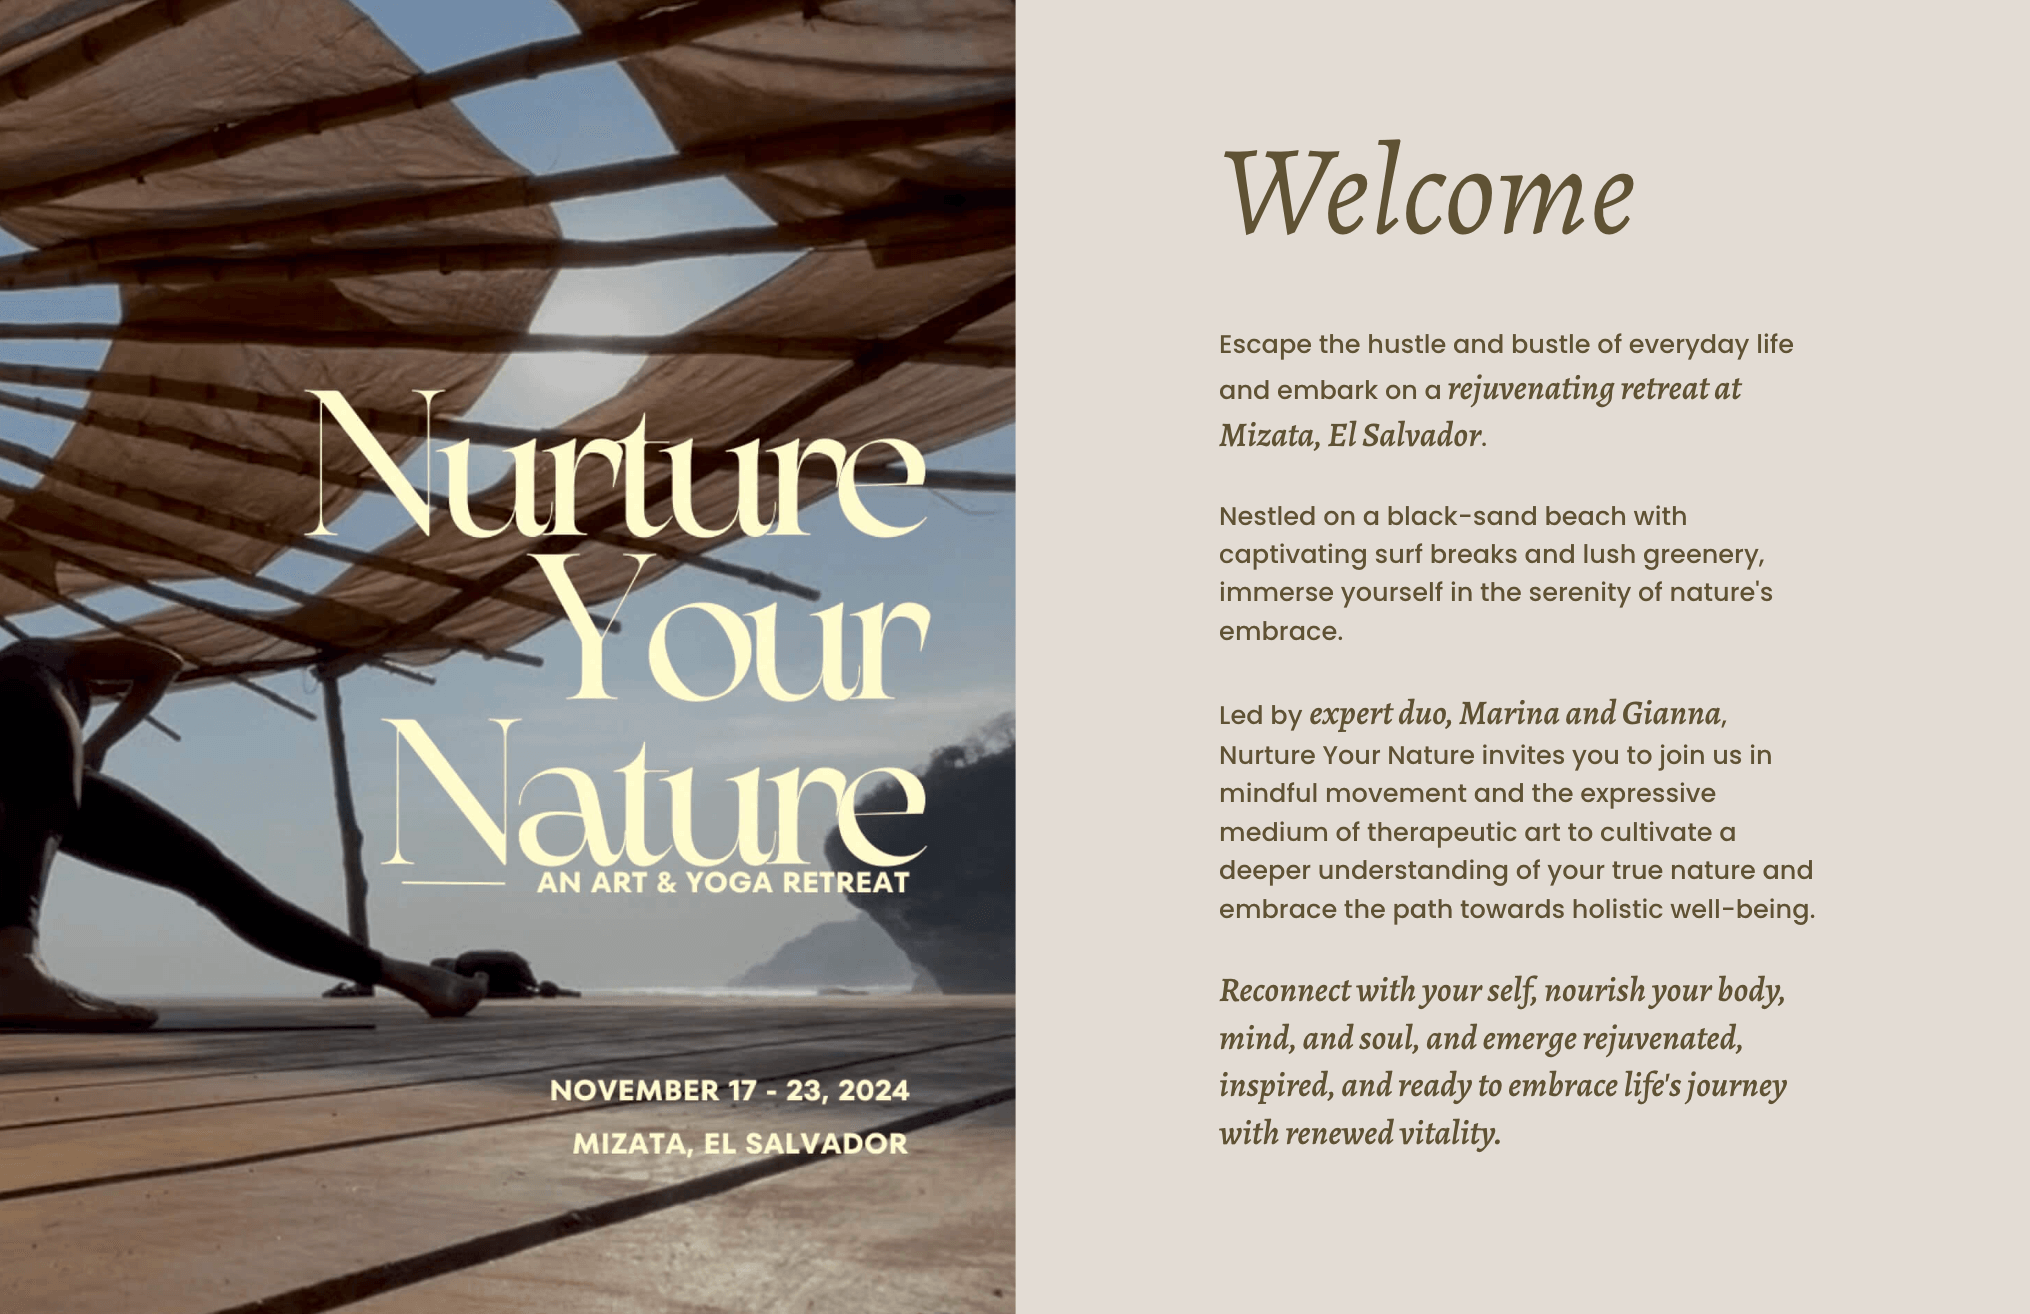 Nurture
Your
Nature
AN ART & YOGA RETREAT
NOVEMBER 17 - 23, 2024
MIZATA, EL SALVADOR
Welcome
Escape the hustle and bustle of everyday life
and embark on a rejuvenating retreat at
Mizata, El Salvador.
Nestled on a black-sand beach with
captivating surf breaks and lush greenery,
immerse yourself in the serenity of nature's
embrace.
Led by expert duo, Marina and Gianna,
Nurture Your Nature invites you to join us in
mindful movement and the expressive
medium of therapeutic art to cultivate a
deeper understanding of your true nature and
embrace the path towards holistic well-being.
Reconnect with your self, nourish your body,
mind, and soul, and emerge rejuvenated,
inspired, and ready to embrace life's journey
with renewed vitality.